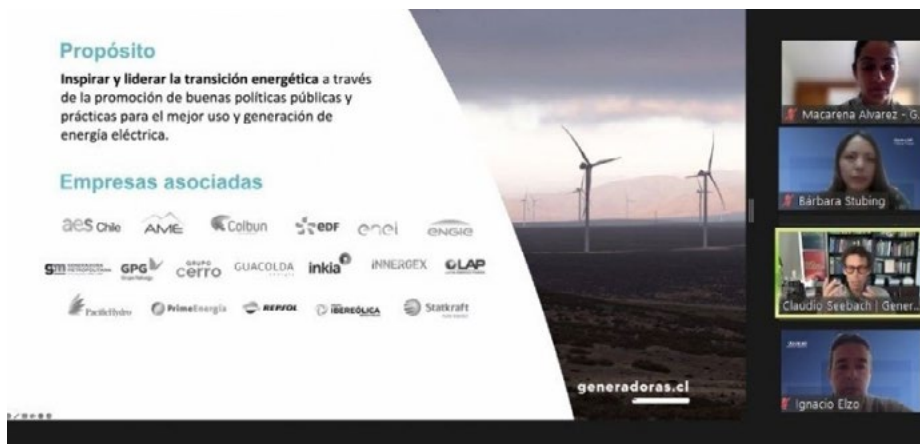 Propósito
Inspirar y liderar la transición energética a través
de la promoción de buenas políticas públicas y
prácticas para el mejor uso y generación de
energía eléctrica.
Empresas asociadas
aes Chile AME Colbun edf enel ENGIE
gm GPG GRUPO cerro GUACOLDA inkia INNERGEX LAP
PacificHydro PrimeEnergía REPSOL IBEREÓLICA Statkraft
generadoras.cl
Macarena Alvarez - G...
Bárbara Stubing
Claudio Seebach | Gener...
Ignacio Elzo